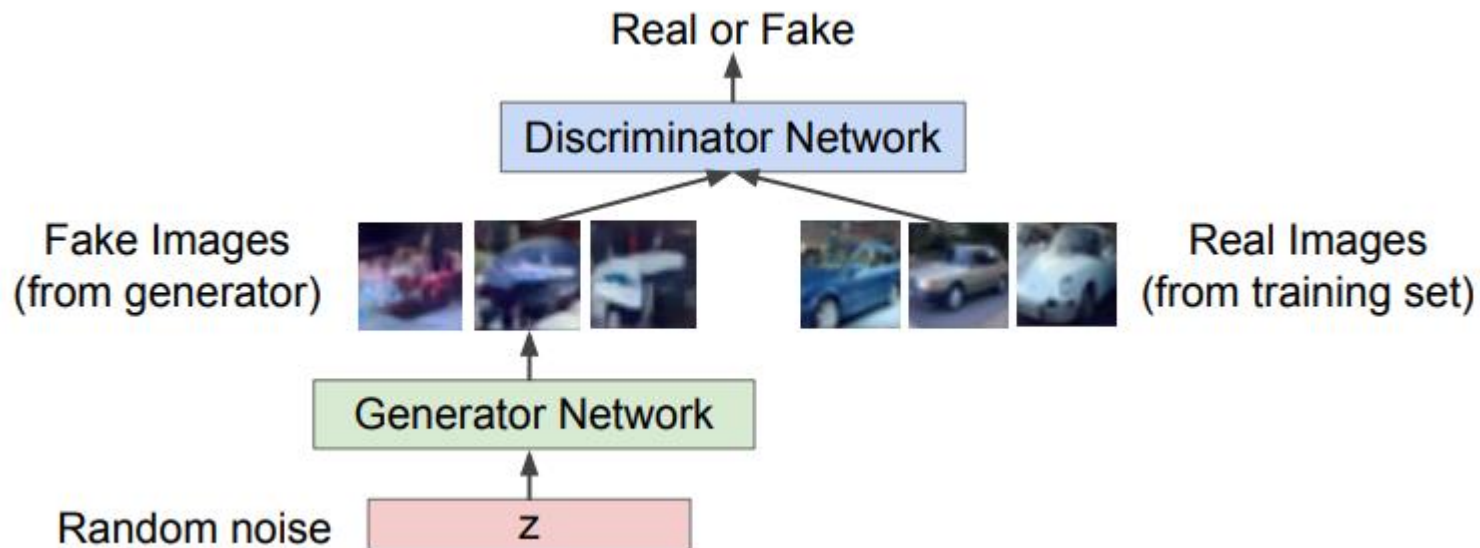 Real or Fake
Discriminator Network
Fake Images
(from generator)
Real Images
(from training set)
Generator Network
Random noise
z